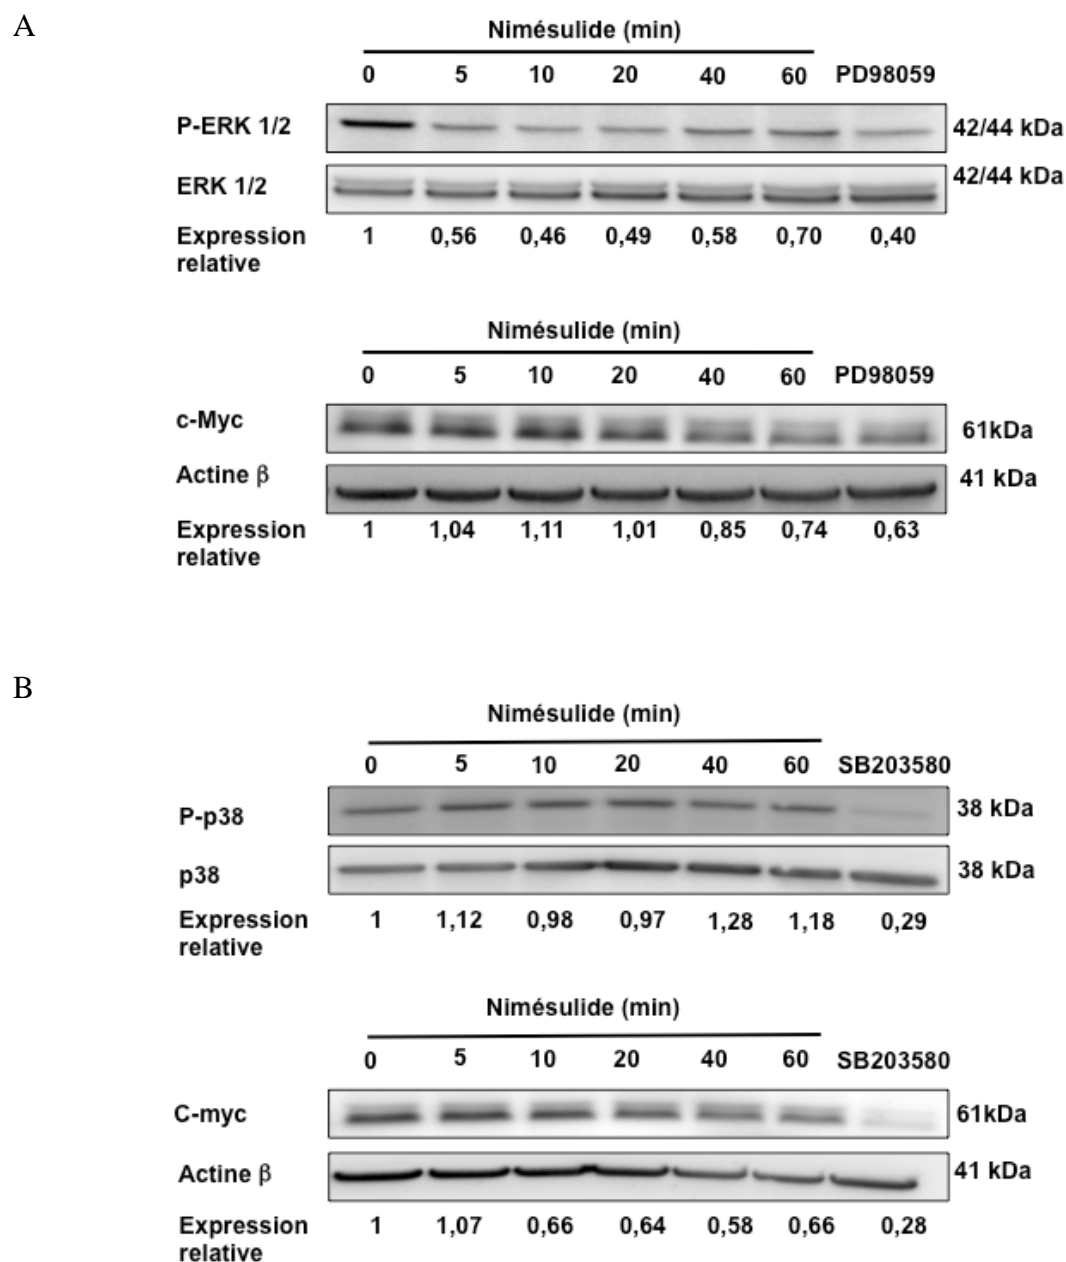 A
Nimésulide (min)
0 5 10 20 40 60 PD98059
P-ERK 1/2 42/44 kDa
ERK 1/2 42/44 kDa
Expression relative 1 0,56 0,46 0,49 0,58 0,70 0,40
Nimésulide (min)
0 5 10 20 40 60 PD98059
c-Myc 61kDa
Actine β 41 kDa
Expression relative 1 1,04 1,11 1,01 0,85 0,74 0,63
B
Nimésulide (min)
0 5 10 20 40 60 SB203580
P-p38 38 kDa
p38 38 kDa
Expression relative 1 1,12 0,98 0,97 1,28 1,18 0,29
Nimésulide (min)
0 5 10 20 40 60 SB203580
C-myc 61kDa
Actine β 41 kDa
Expression relative 1 1,07 0,66 0,64 0,58 0,66 0,28